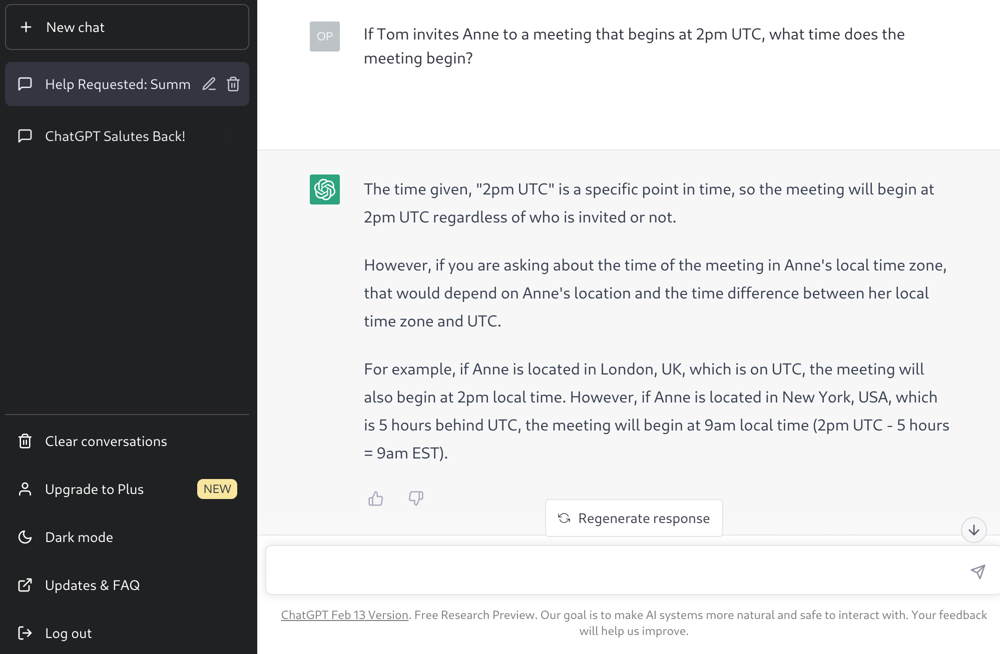 New chat
Help Requested: Summ
ChatGPT Salutes Back!
Clear conversations
Upgrade to Plus NEW
Dark mode
Updates & FAQ
Log out
OP
If Tom invites Anne to a meeting that begins at 2pm UTC, what time does the
meeting begin?
The time given, "2pm UTC" is a specific point in time, so the meeting will begin at
2pm UTC regardless of who is invited or not.
However, if you are asking about the time of the meeting in Anne's local time zone,
that would depend on Anne's location and the time difference between her local
time zone and UTC.
For example, if Anne is located in London, UK, which is on UTC, the meeting will
also begin at 2pm local time. However, if Anne is located in New York, USA, which
is 5 hours behind UTC, the meeting will begin at 9am local time (2pm UTC - 5 hours
= 9am EST).
Regenerate response
ChatGPT Feb 13 Version. Free Research Preview. Our goal is to make AI systems more natural and safe to interact with. Your feedback
will help us improve.